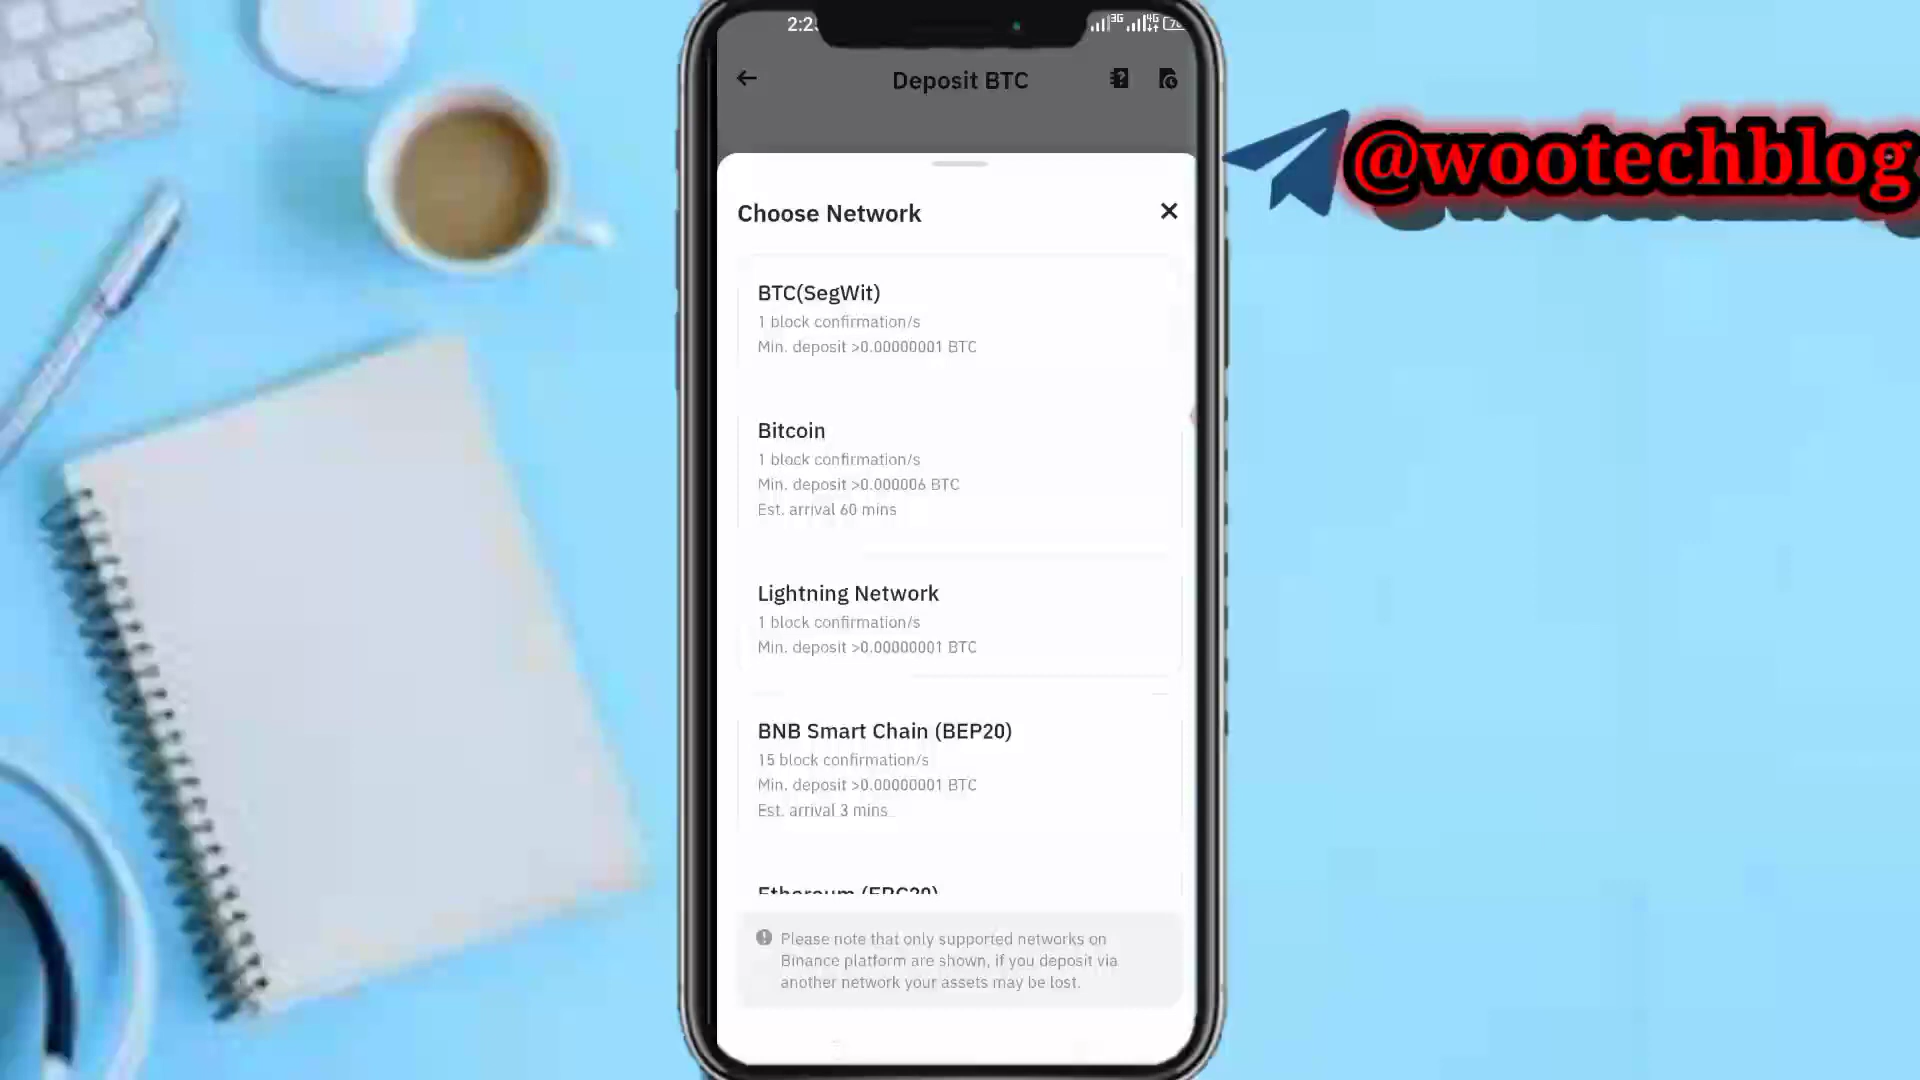 3G 4G
Deposit BTC
@wootechblog
Choose Network
BTC(SegWit)
1 block confirmation/s
Min. deposit >0.00000001 BTC
Bitcoin
1 block confirmation/s
Min. deposit >0.000006 BTC
Est. arrival 60 mins
Lightning Network
1 block confirmation/s
Min. deposit >0.00000001 BTC
BNB Smart Chain (BEP20)
15 block confirmation/s
Min. deposit >0.00000001 BTC
Est. arrival 3 mins
Ethereum (ERC20)
Please note that only supported networks on
Binance platform are shown, if you deposit via
another network your assets may be lost.